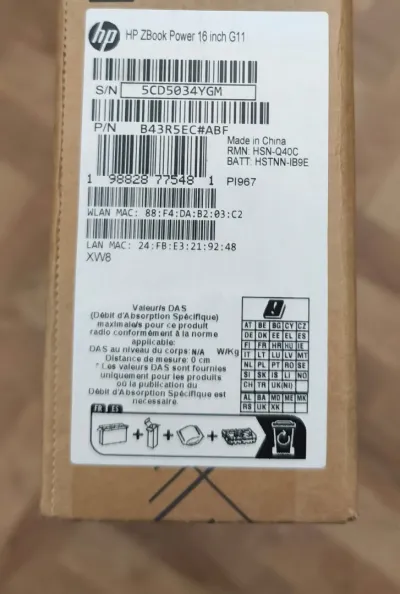 hp HP ZBook Power 16 inch G11
S/N 5CD5034YGM
P/N B43R5EC#ABF
Made in China
RMN: HSN-Q40C
BATT: HSTNN-IB9E
1 98828 77548 1 PI967
WLAN MAC: 88:F4:DA:B2:03:C2
LAN MAC: 24:FB:E3:21:92:48
XW8
Valeurs DAS
(Débit d'Absorption Spécifique)
maximales pour ce produit
radio conformément à la norme
applicable:
DAS au niveau du corps: N/A W/Kg
Distance de mesure: 0 cm
* Les valeurs DAS sont fournies
uniquement pour les produits
où la publication du
Débit d'Absorption Spécifique est
nécessaire.
AT BE BG CY CZ
DE DK EE EL ES
FI FR HR HU IE
IT LT LU LV MT
NL PL PT RO SE
SI SK IS LI NO
CH TR UK(NI)
AL BA MD ME MK
RS UK XK
FR ES